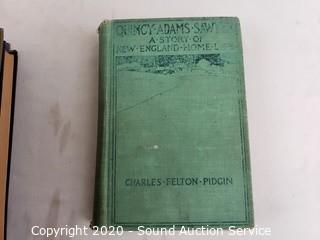 QUINCY·ADAMS·SAWYER
A·STORY·OF
NEW·ENGLAND·HOME·LIFE
CHARLES·FELTON·PIDGIN
Copyright 2020 - Sound Auction Service